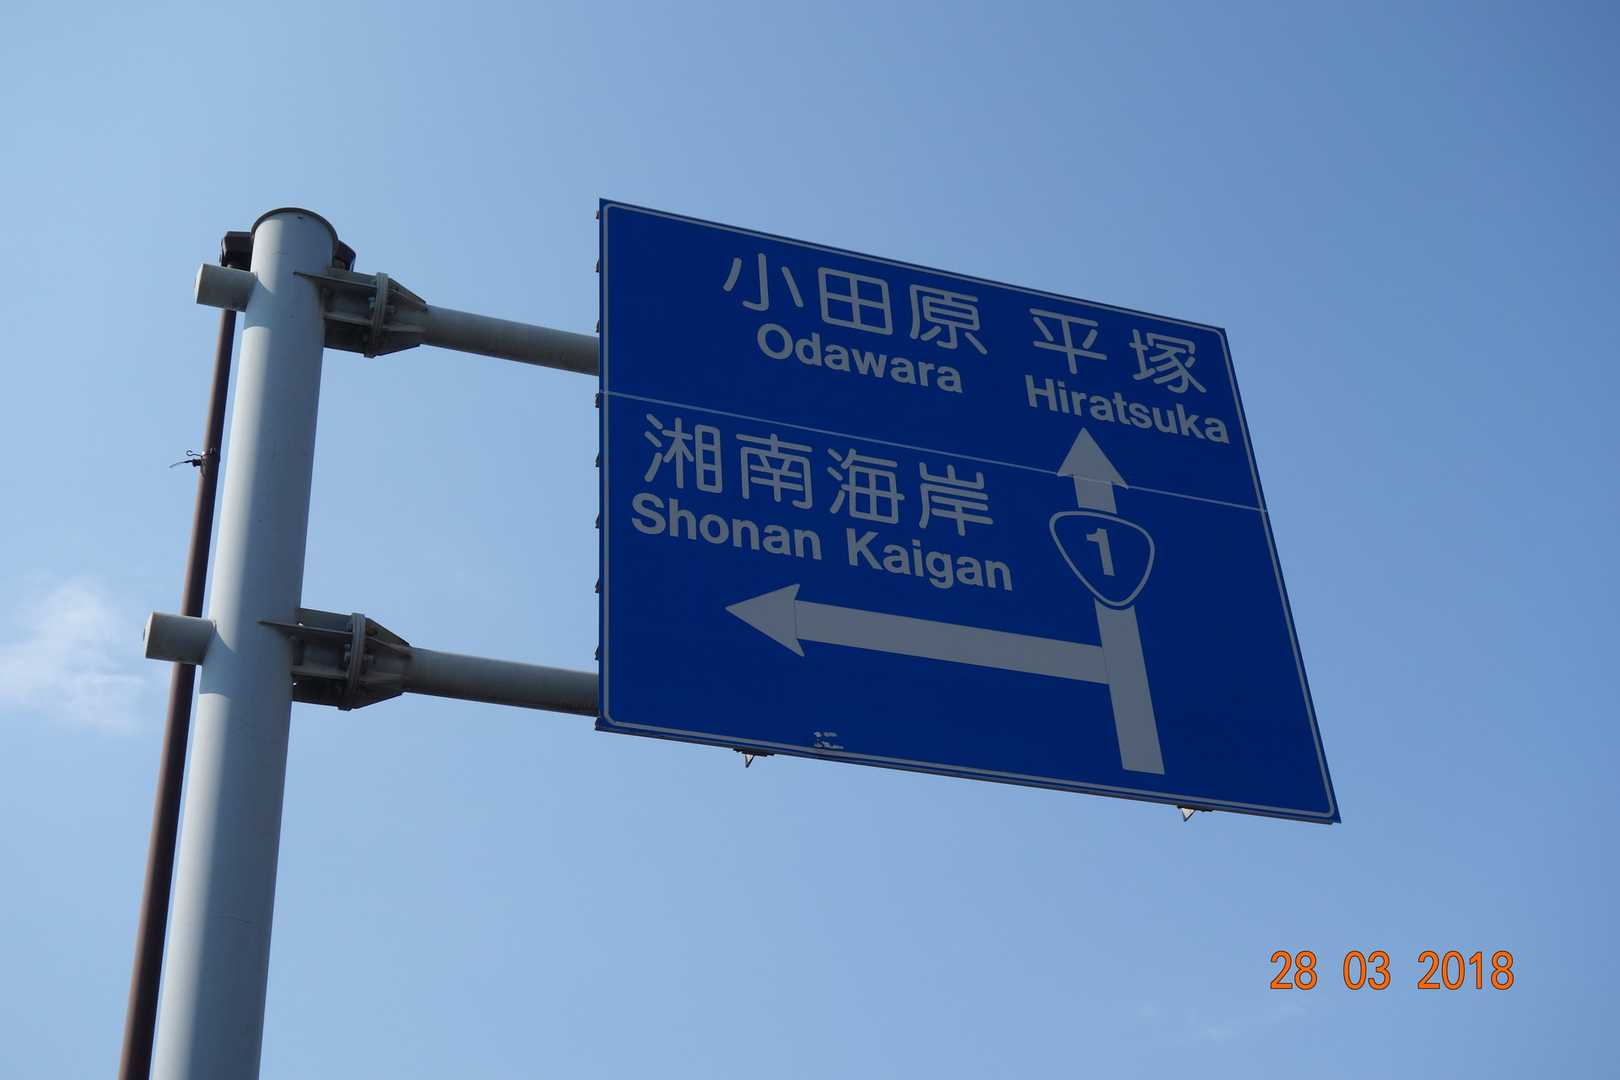 小田原 平塚
Odawara Hiratsuka
湘南海岸
Shonan Kaigan
1
28 03 2018